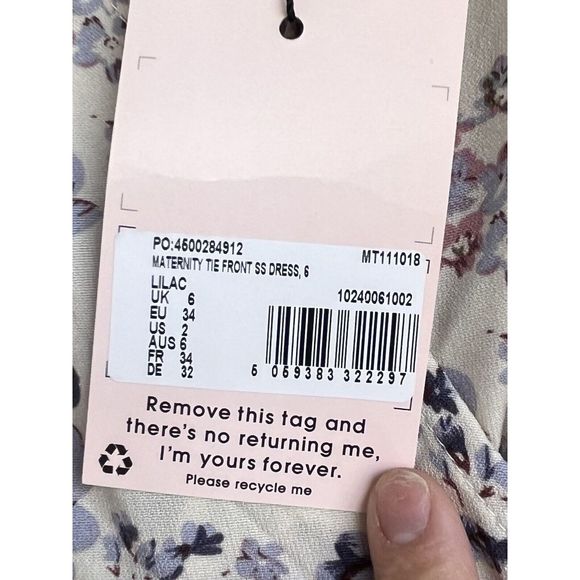 PO:4500284912 MT111018
MATERNITY TIE FRONT SS DRESS, 6
LILAC 10240061002
UK 6
EU 34
US 2
AUS 6
FR 34
DE 32
5 059383 322297
Remove this tag and
there's no returning me,
I'm yours forever.
Please recycle me